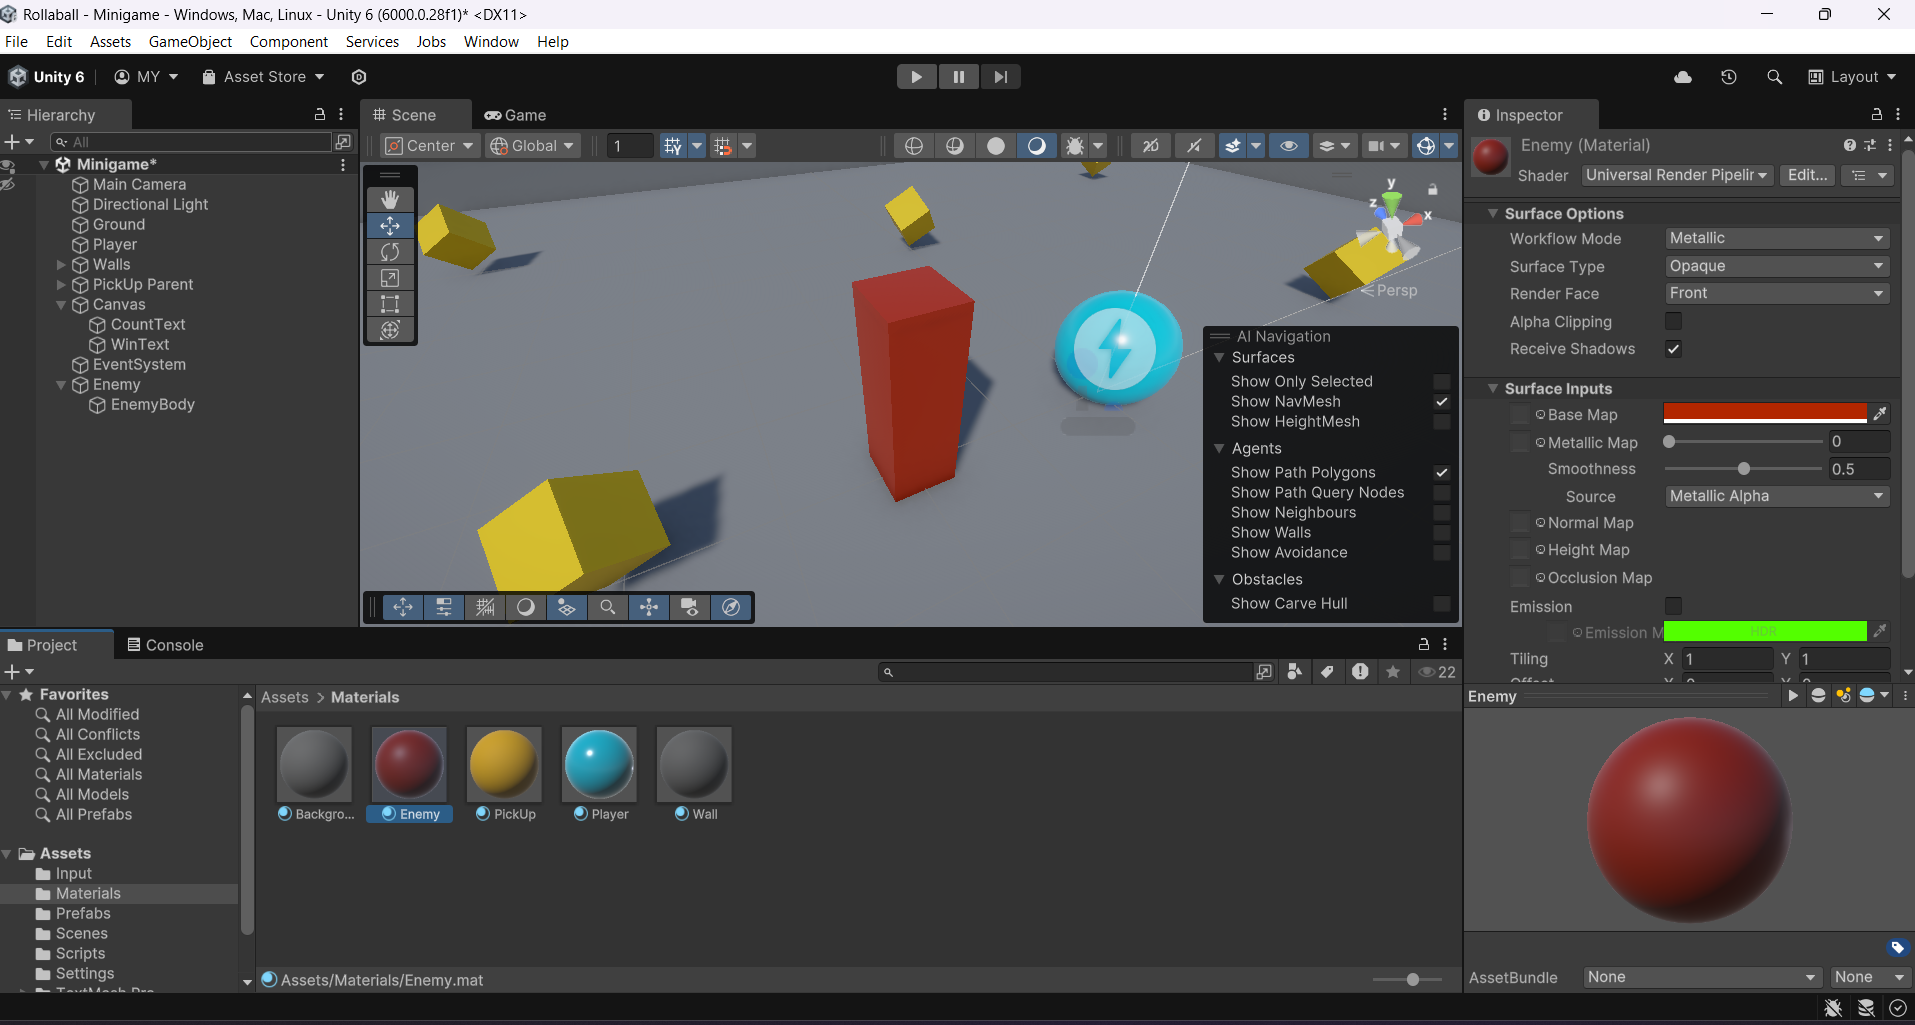 Rollaball - Minigame - Windows, Mac, Linux - Unity 6 (6000.0.28f1)* <DX11>
File Edit Assets GameObject Component Services Jobs Window Help
Unity 6 MY Asset Store Layout
Hierarchy
All
Minigame*
Main Camera
Directional Light
Ground
Player
Walls
PickUp Parent
Canvas
CountText
WinText
EventSystem
Enemy
EnemyBody
Scene Game
Center Global 1 2D
y
z x
Persp
AI Navigation
Surfaces
Show Only Selected
Show NavMesh
Show HeightMesh
Agents
Show Path Polygons
Show Path Query Nodes
Show Neighbours
Show Walls
Show Avoidance
Obstacles
Show Carve Hull
Inspector
Enemy (Material)
Shader Universal Render Pipelir Edit...
Surface Options
Workflow Mode Metallic
Surface Type Opaque
Render Face Front
Alpha Clipping
Receive Shadows
Surface Inputs
Base Map
Metallic Map 0
Smoothness 0.5
Source Metallic Alpha
Normal Map
Height Map
Occlusion Map
Emission
Emission M HDR
Tiling X 1 Y 1
Enemy
AssetBundle None None
Project Console
22
Favorites
All Modified
All Conflicts
All Excluded
All Materials
All Models
All Prefabs
Assets
Input
Materials
Prefabs
Scenes
Scripts
Settings
Assets > Materials
Backgro... Enemy PickUp Player Wall
Assets/Materials/Enemy.mat